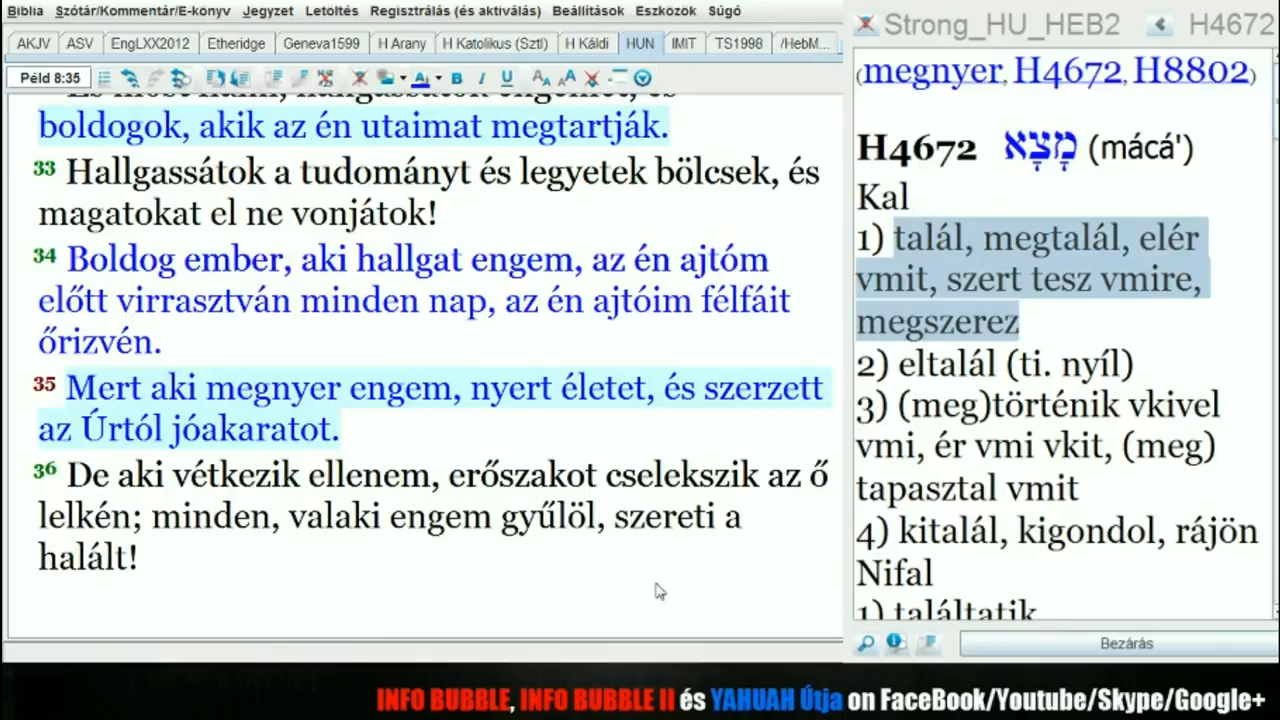 Biblia Szótár/Kommentár/E-könyv Jegyzet Letöltés Regisztrálás (és aktiválás) Beállítások Eszközök Súgó
AKJV ASV EngLXX2012 Etheridge Geneva1599 H Arany H Katolikus (Sztl) H Káldi HUN IMIT TS1998 /HebM...
Péld 8:35
boldogok, akik az én utaimat megtartják.
33 Hallgassátok a tudományt és legyetek bölcsek, és
magatokat el ne vonjátok!
34 Boldog ember, aki hallgat engem, az én ajtóm
előtt virrasztván minden nap, az én ajtóim félfáit
őrizvén.
35 Mert aki megnyer engem, nyert életet, és szerzett
az Úrtól jóakaratot.
36 De aki vétkezik ellenem, erőszakot cselekszik az ő
lelkén; minden, valaki engem gyűlöl, szereti a
halált!
Strong_HU_HEB2 H4672
(megnyer, H4672, H8802)
H4672 מָצָא (mácá')
Kal
1) talál, megtalál, elér
vmit, szert tesz vmire,
megszerez
2) eltalál (ti. nyíl)
3) (meg)történik vkivel
vmi, ér vmi vkit, (meg)
tapasztal vmit
4) kitalál, kigondol, rájön
Nifal
1) találtatik
Bezárás
INFO BUBBLE, INFO BUBBLE II és YAHUAH Útja on FaceBook/Youtube/Skype/Google+